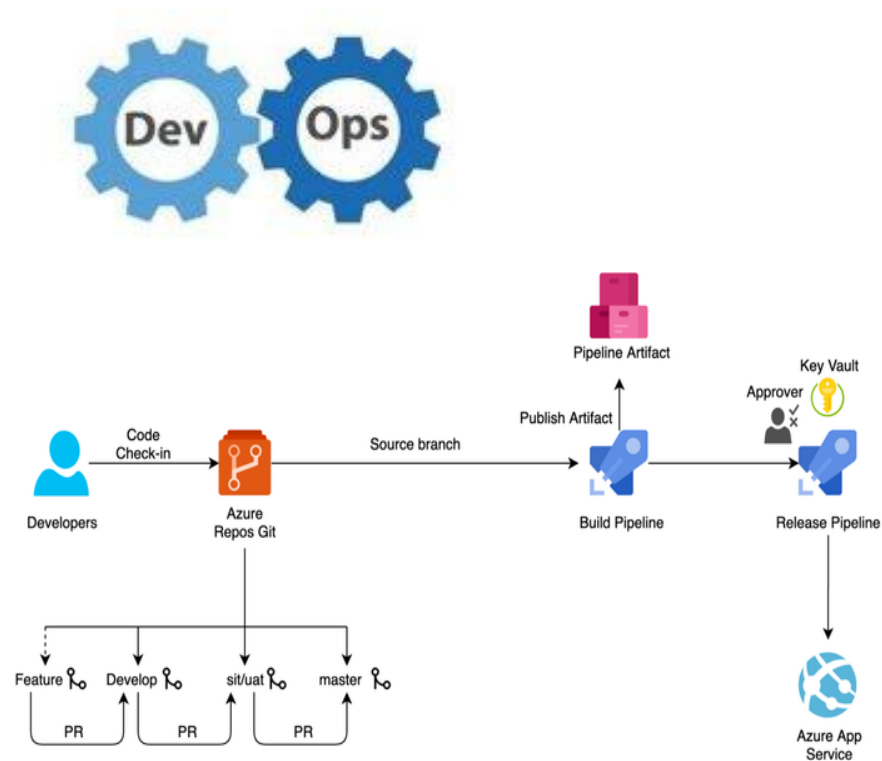 Dev
Ops
Pipeline Artifact
Key Vault
Approver
Publish Artifact
Code
Check-in
Source branch
Developers
Azure
Repos Git
Build Pipeline
Release Pipeline
Feature
Develop
sit/uat
master
PR
PR
PR
Azure App
Service